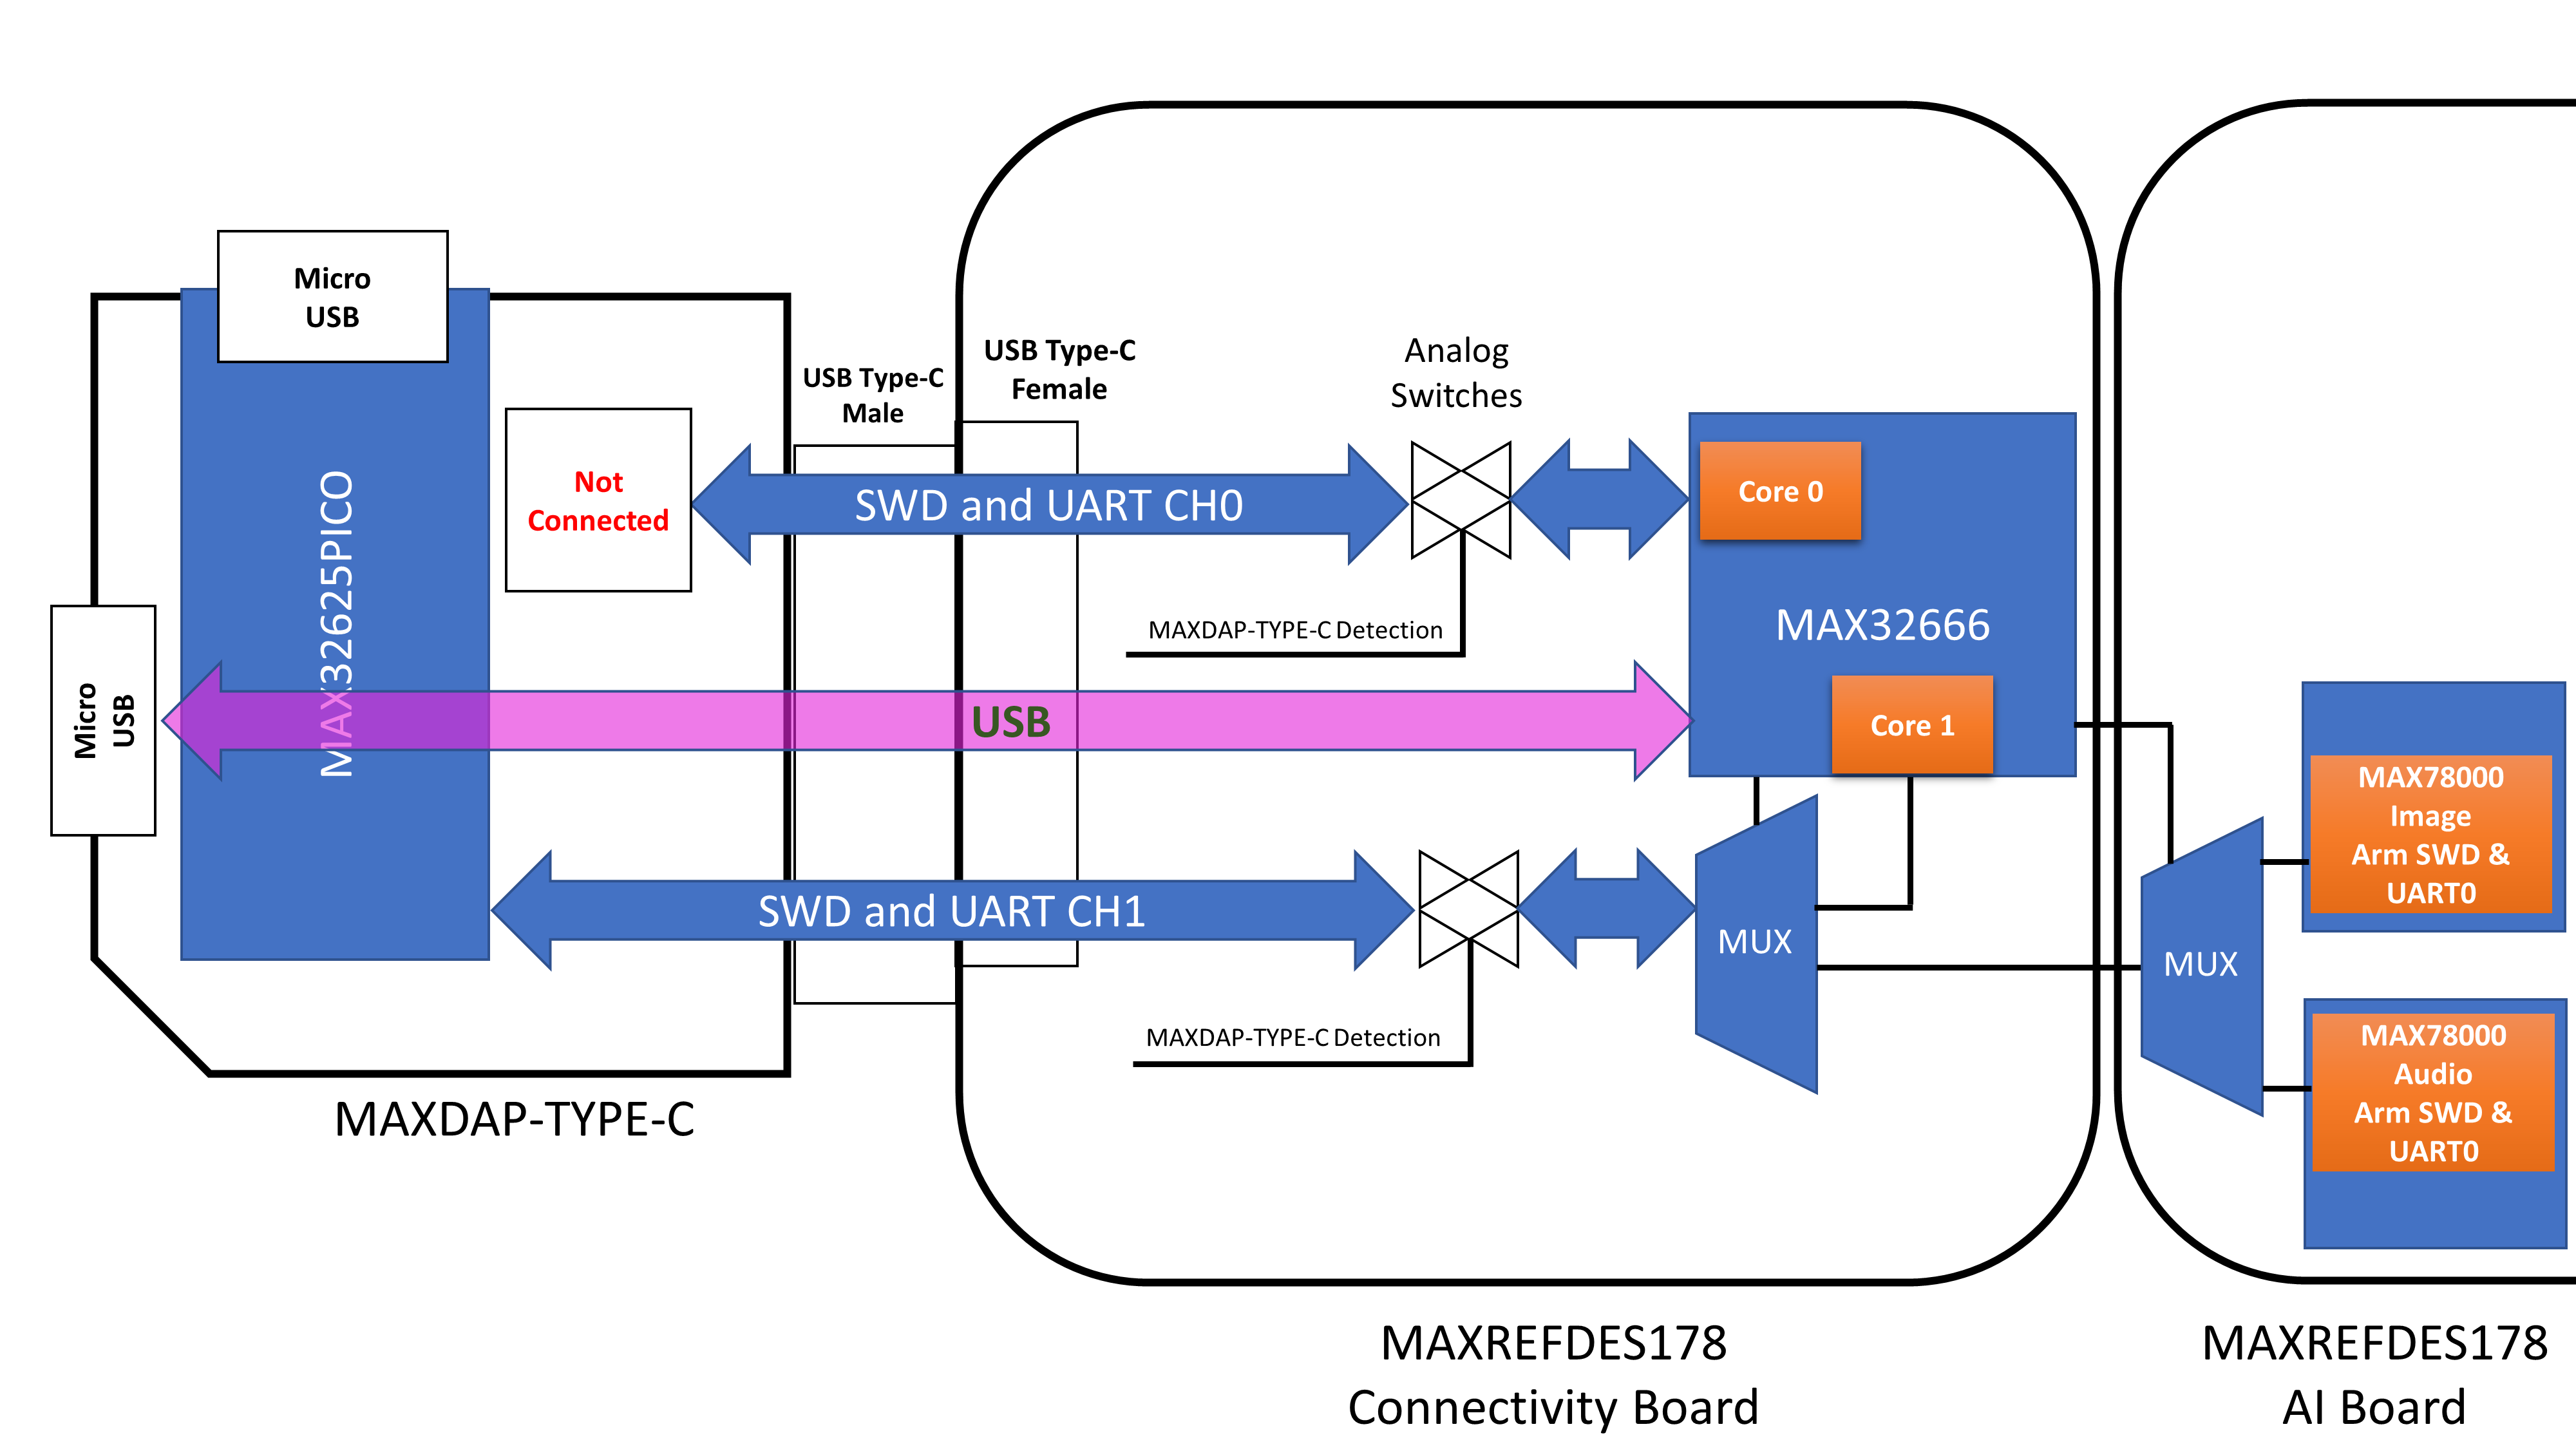 Micro
USB
MAX32625PICO
Micro
USB
Not
Connected
USB Type-C
Male
USB Type-C
Female
SWD and UART CH0
USB
SWD and UART CH1
MAXDAP-TYPE-C
Analog
Switches
MAXDAP-TYPE-C Detection
MAXDAP-TYPE-C Detection
Core 0
MAX32666
Core 1
MUX
MAXREFDES178
Connectivity Board
MUX
MAX78000
Image
Arm SWD &
UART0
MAX78000
Audio
Arm SWD &
UART0
MAXREFDES178
AI Board